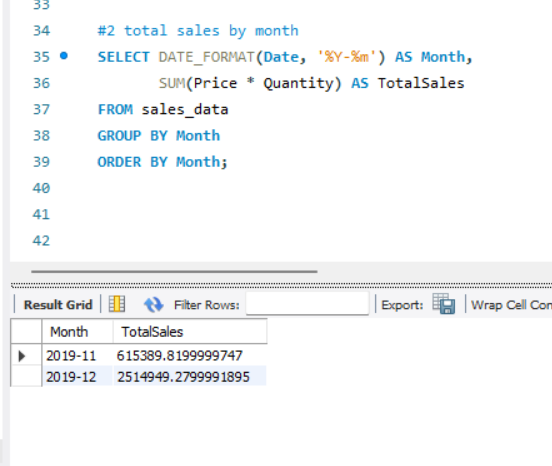 33
34 #2 total sales by month
35 SELECT DATE_FORMAT(Date, '%Y-%m') AS Month,
36 SUM(Price * Quantity) AS TotalSales
37 FROM sales_data
38 GROUP BY Month
39 ORDER BY Month;
40
41
42
Result Grid Filter Rows: Export: Wrap Cell Con
Month TotalSales
2019-11 615389.8199999747
2019-12 2514949.2799991895